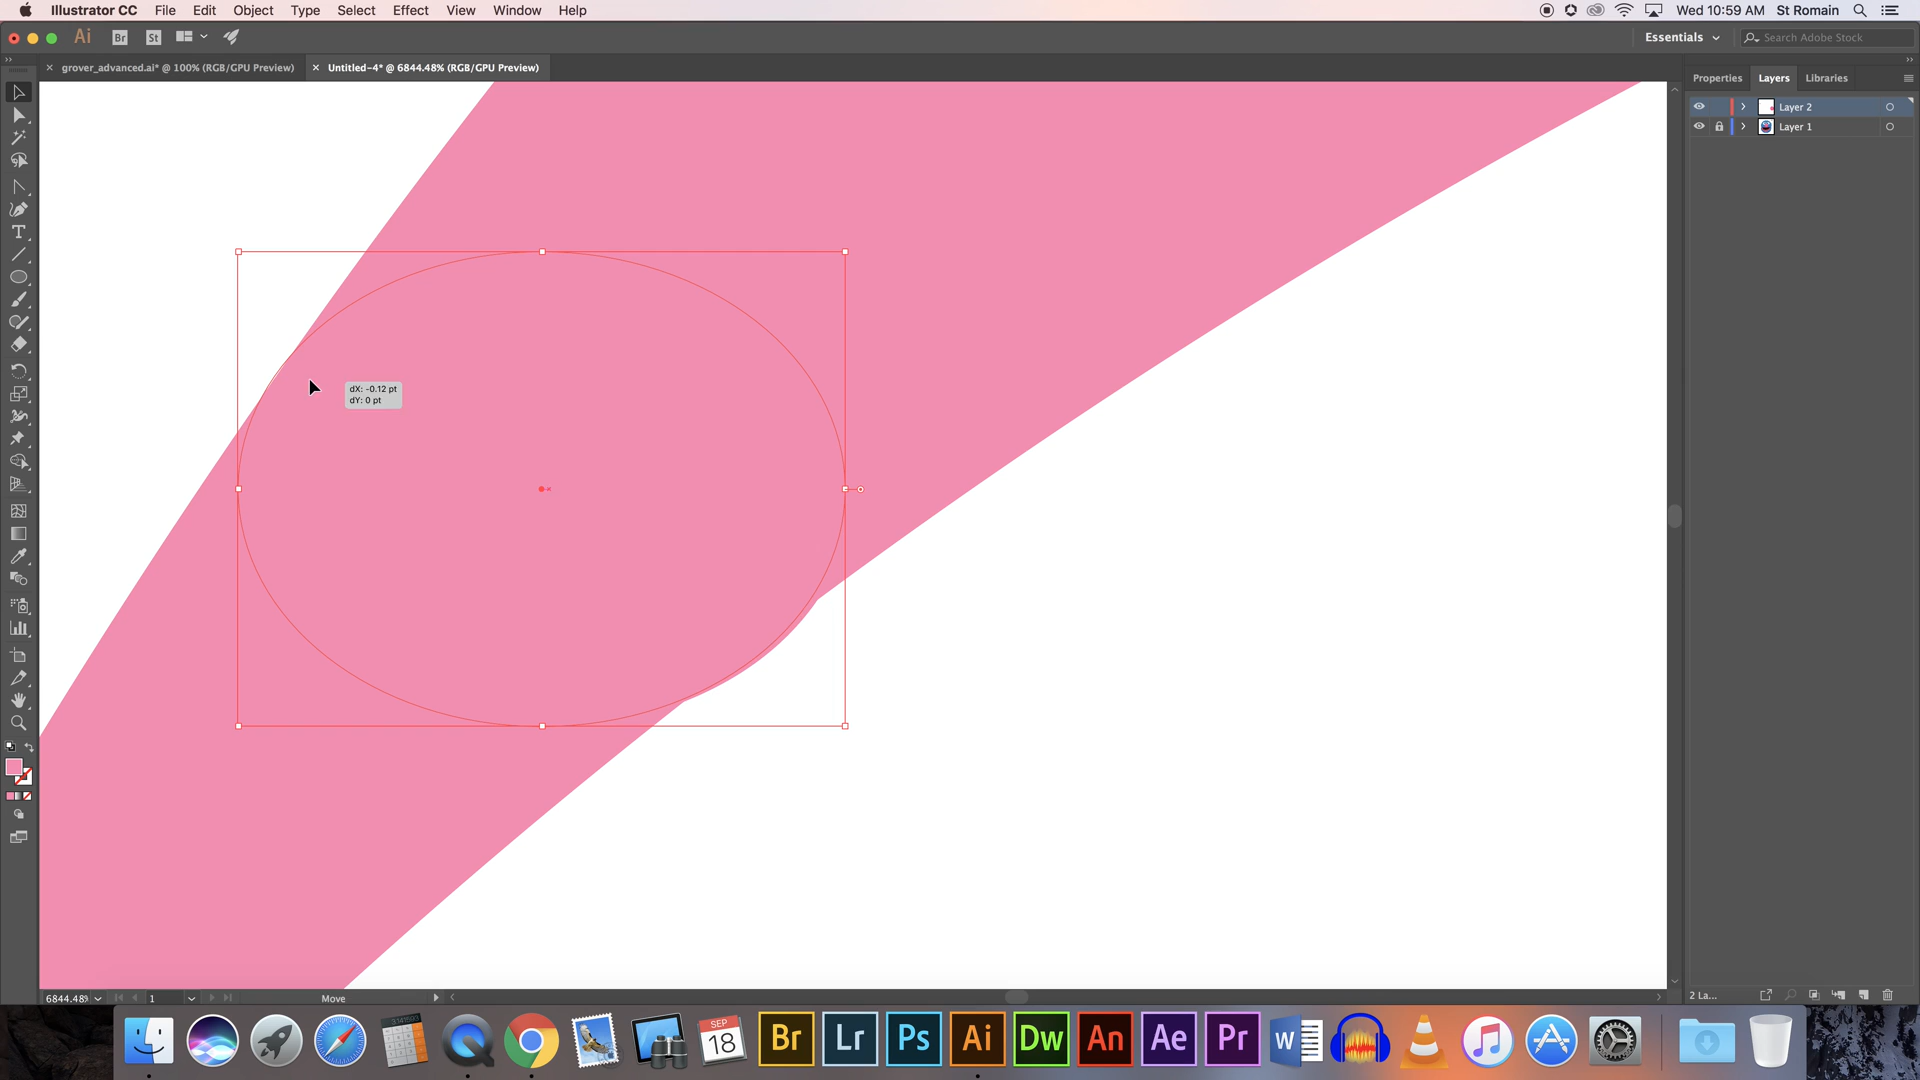 Illustrator CC File Edit Object Type Select Effect View Window Help
Wed 10:59 AM St Romain
Ai Br St
Essentials
Search Adobe Stock
grover_advanced.ai* @ 100% (RGB/GPU Preview)
Untitled-4* @ 6844.48% (RGB/GPU Preview)
Properties Layers Libraries
Layer 2
Layer 1
dX: -0.12 pt
dY: 0 pt
T
6844.48% 1 Move
2 La...
SEP
18
Br Lr Ps Ai Dw An Ae Pr W